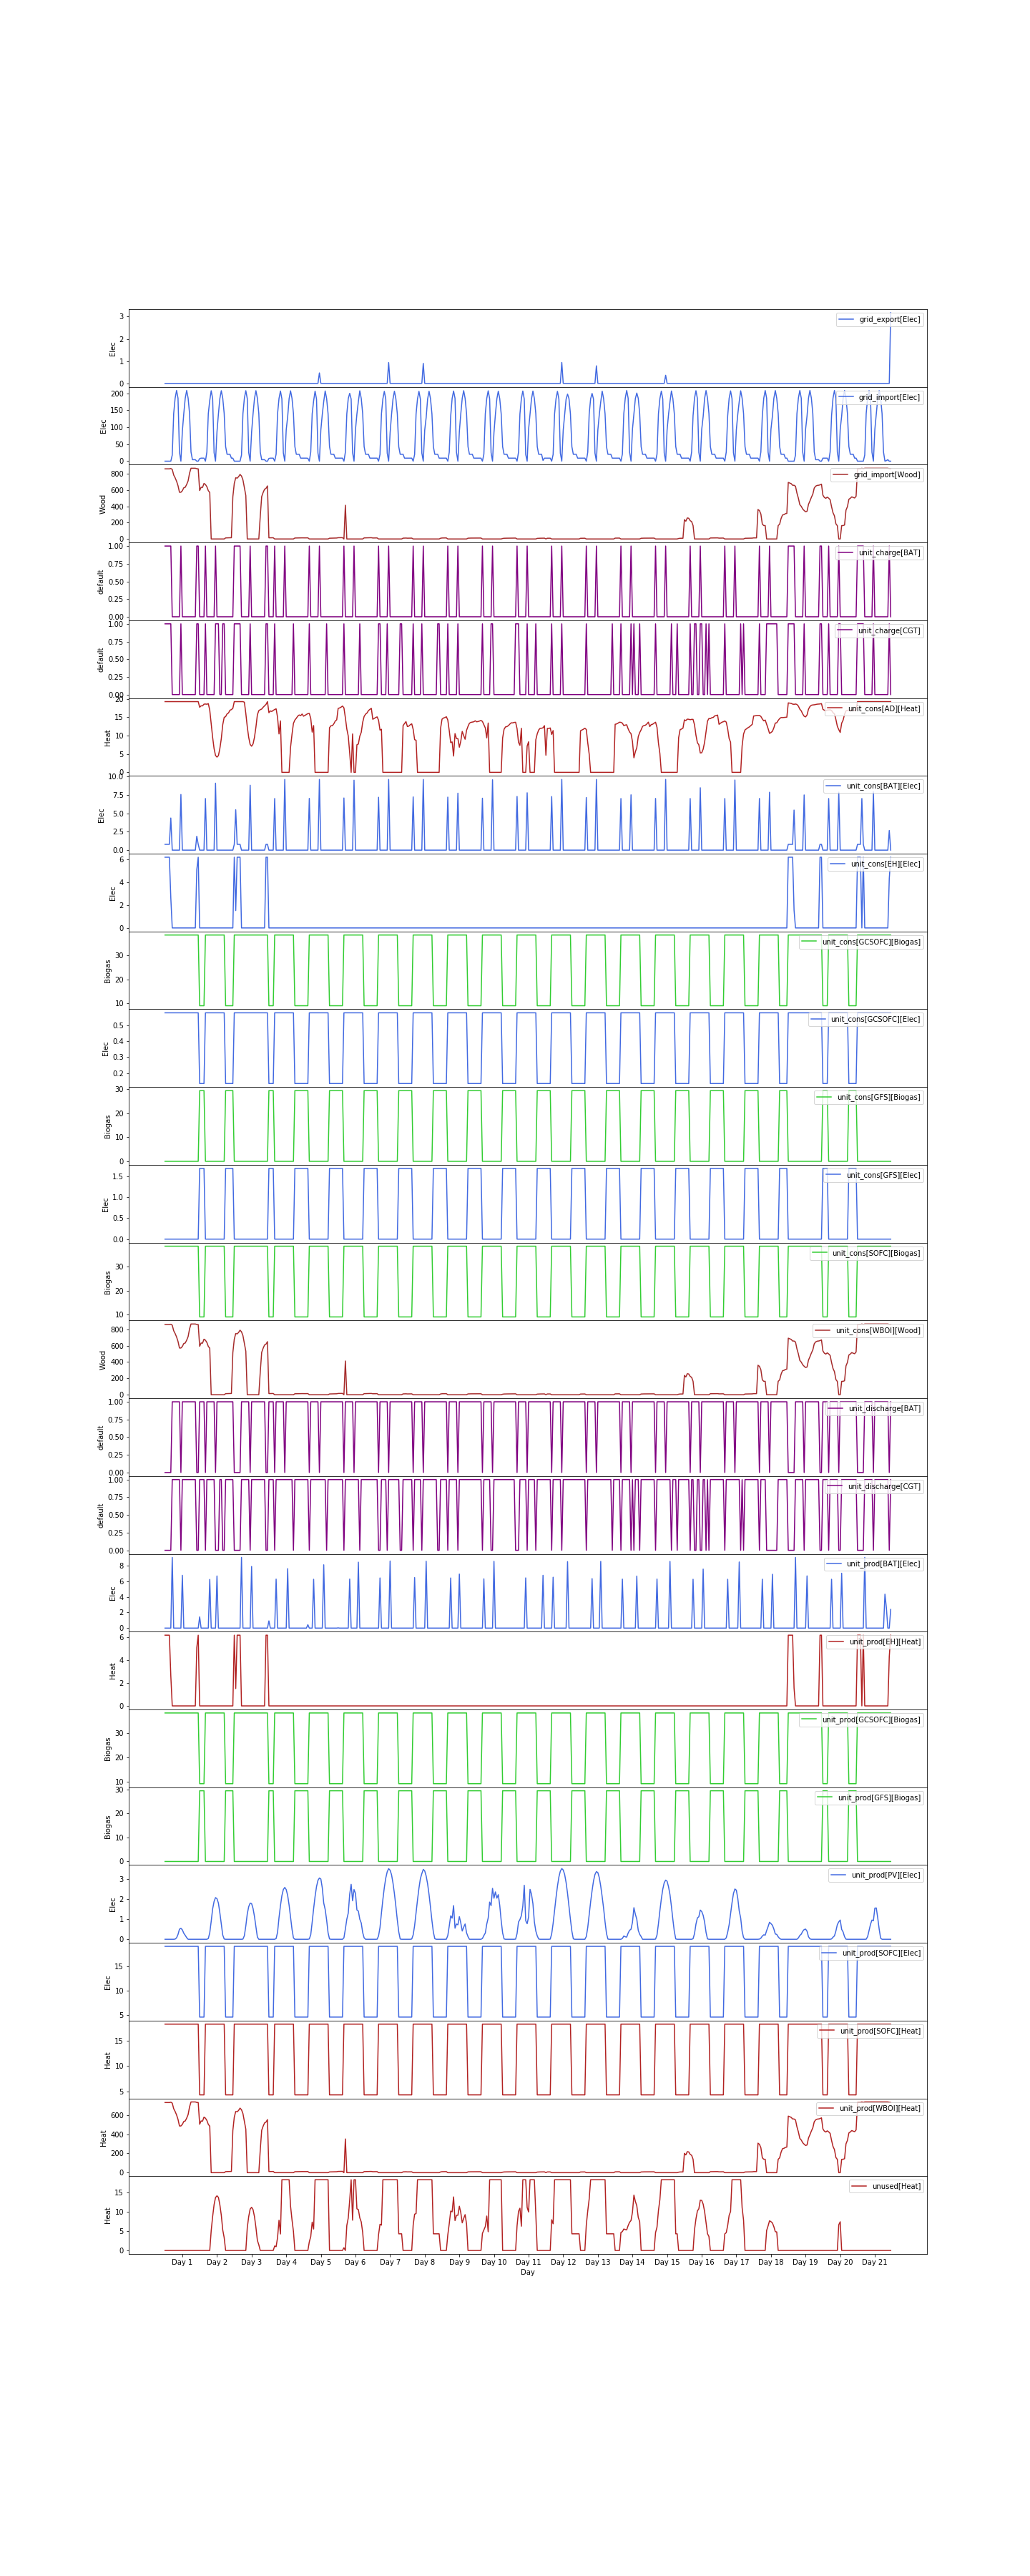 grid_export[Elec]
3
2
1
0
Elec
grid_import[Elec]
200
150
100
50
0
Elec
grid_import[Wood]
800
600
400
200
0
Wood
unit_charge[BAT]
1.00
0.75
0.50
0.25
0.00
default
unit_charge[CGT]
1.00
0.75
0.50
0.25
0.00
default
unit_cons[AD][Heat]
20
15
10
5
0
Heat
unit_cons[BAT][Elec]
10.0
7.5
5.0
2.5
0.0
Elec
unit_cons[EH][Elec]
6
4
2
0
Elec
unit_cons[GCSOFC][Biogas]
30
20
10
Biogas
unit_cons[GCSOFC][Elec]
0.5
0.4
0.3
0.2
Elec
unit_cons[GFS][Biogas]
30
20
10
0
Biogas
unit_cons[GFS][Elec]
1.5
1.0
0.5
0.0
Elec
unit_cons[SOFC][Biogas]
30
20
10
Biogas
unit_cons[WBOI][Wood]
800
600
400
200
0
Wood
unit_discharge[BAT]
1.00
0.75
0.50
0.25
0.00
default
unit_discharge[CGT]
1.00
0.75
0.50
0.25
0.00
default
unit_prod[BAT][Elec]
8
6
4
2
0
Elec
unit_prod[EH][Heat]
6
4
2
0
Heat
unit_prod[GCSOFC][Biogas]
30
20
10
Biogas
unit_prod[GFS][Biogas]
30
20
10
0
Biogas
unit_prod[PV][Elec]
3
2
1
0
Elec
unit_prod[SOFC][Elec]
15
10
5
Elec
unit_prod[SOFC][Heat]
15
10
5
Heat
unit_prod[WBOI][Heat]
600
400
200
0
Heat
unused[Heat]
15
10
5
0
Heat
Day 1 Day 2 Day 3 Day 4 Day 5 Day 6 Day 7 Day 8 Day 9 Day 10 Day 11 Day 12 Day 13 Day 14 Day 15 Day 16 Day 17 Day 18 Day 19 Day 20 Day 21
Day